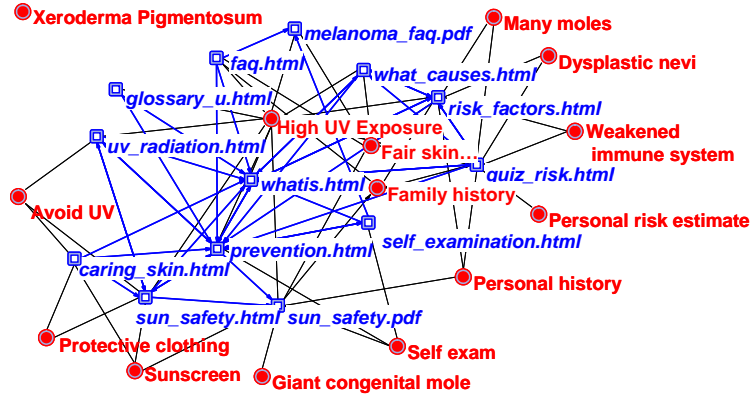 Xeroderma Pigmentosum
Many moles
melanoma_faq.pdf
Dysplastic nevi
faq.html
what_causes.html
glossary_u.html
risk_factors.html
High UV Exposure
Weakened
immune system
uv_radiation.html
Fair skin...
quiz_risk.html
whatis.html
Family history
Avoid UV
Personal risk estimate
prevention.html
self_examination.html
caring_skin.html
Personal history
sun_safety.html
sun_safety.pdf
Protective clothing
Self exam
Sunscreen
Giant congenital mole